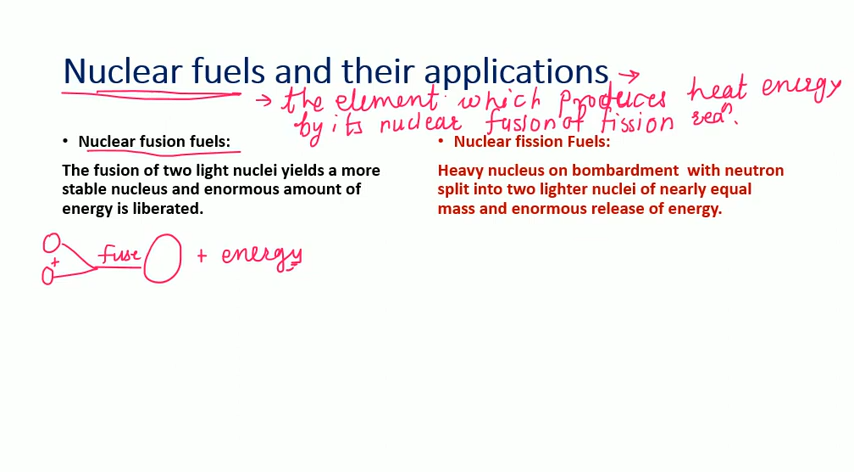 Nuclear fuels and their applications →
→ the element which produces heat energy
by its nuclear fusion or fission reaⁿ.
• Nuclear fusion fuels:
The fusion of two light nuclei yields a more
stable nucleus and enormous amount of
energy is liberated.
O
+ fuse O + energy
O
• Nuclear fission Fuels:
Heavy nucleus on bombardment with neutron
split into two lighter nuclei of nearly equal
mass and enormous release of energy.